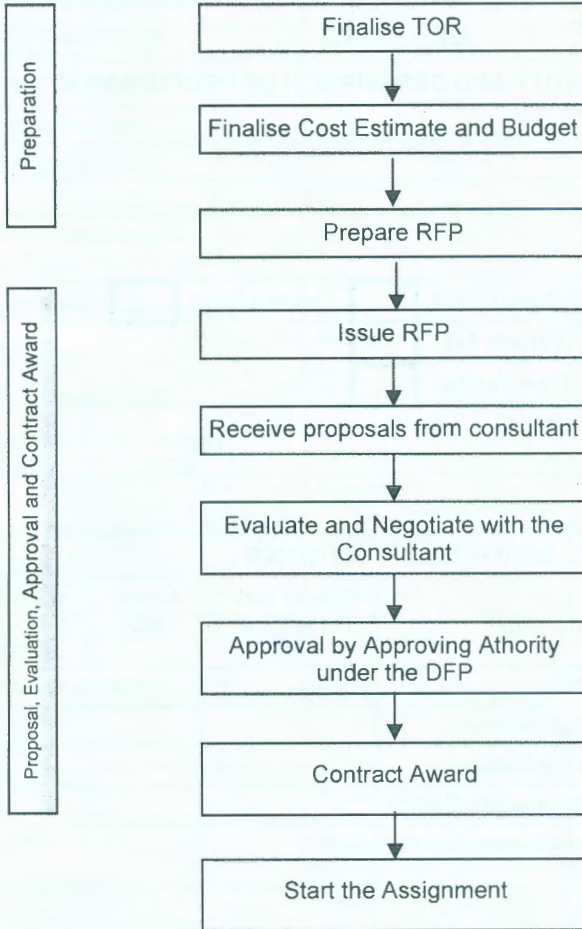 Preparation
Finalise TOR
Finalise Cost Estimate and Budget
Prepare RFP
Proposal, Evaluation, Approval and Contract Award
Issue RFP
Receive proposals from consultant
Evaluate and Negotiate with the
Consultant
Approval by Approving Athority
under the DFP
Contract Award
Start the Assignment